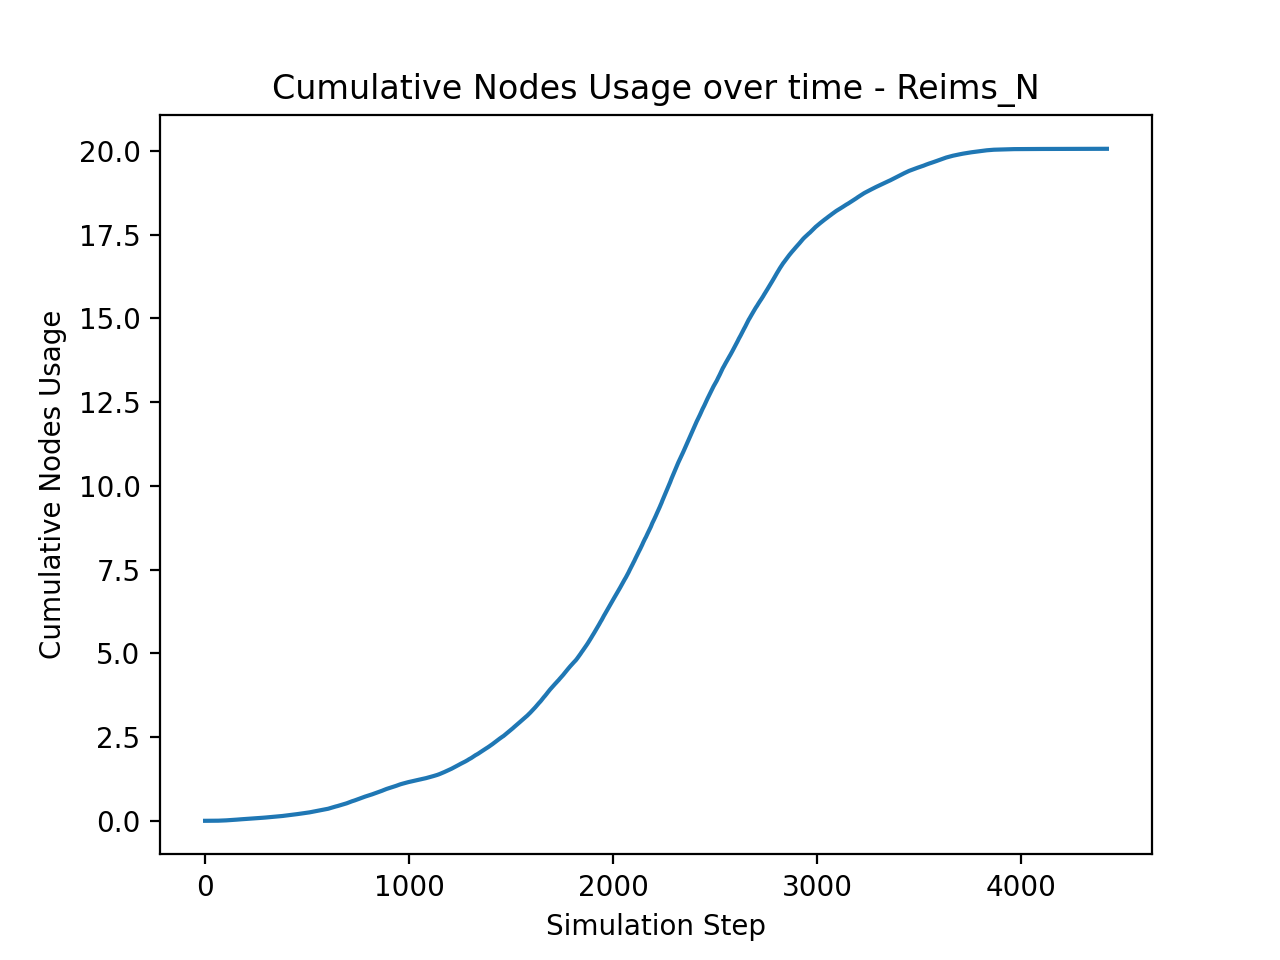 Cumulative Nodes Usage over time - Reims_N
Cumulative Nodes Usage
20.0
17.5
15.0
12.5
10.0
7.5
5.0
2.5
0.0
0 1000 2000 3000 4000
Simulation Step